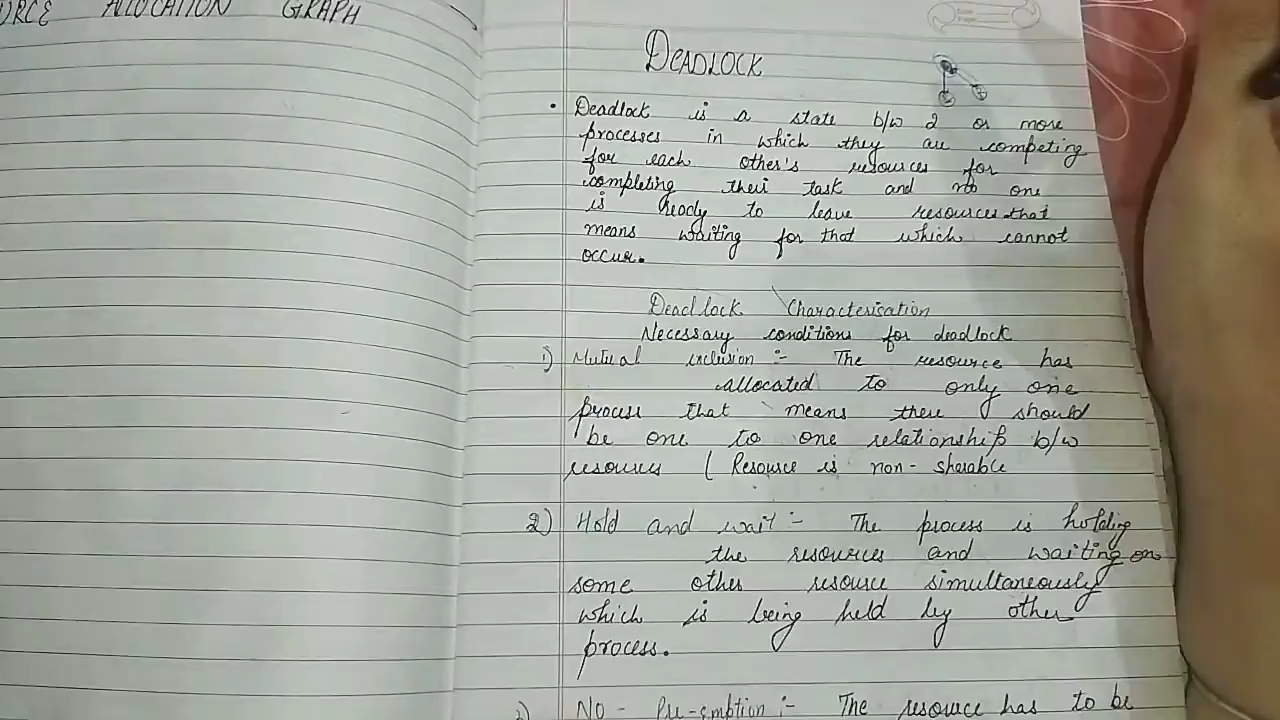 ALLOCATION GRAPH
DEADLOCK
• Deadlock is a state b/w 2 or more
processes in which they are competing
for each other's resources for
completing their task and no one
is ready to leave resources that
means waiting for that which cannot
occur.
Deadlock Characterisation
Necessary conditions for deadlock
1) Mutual inclusion :- The resource has
allocated to only one
process that means there should
be one to one relationship b/w
resources ( Resource is non-sharable
2) Hold and wait :- The process is holding
the resources and waiting on
some other resource simultaneously
which is being held by other
process.
NO - Pre-emption :- The resource has to be